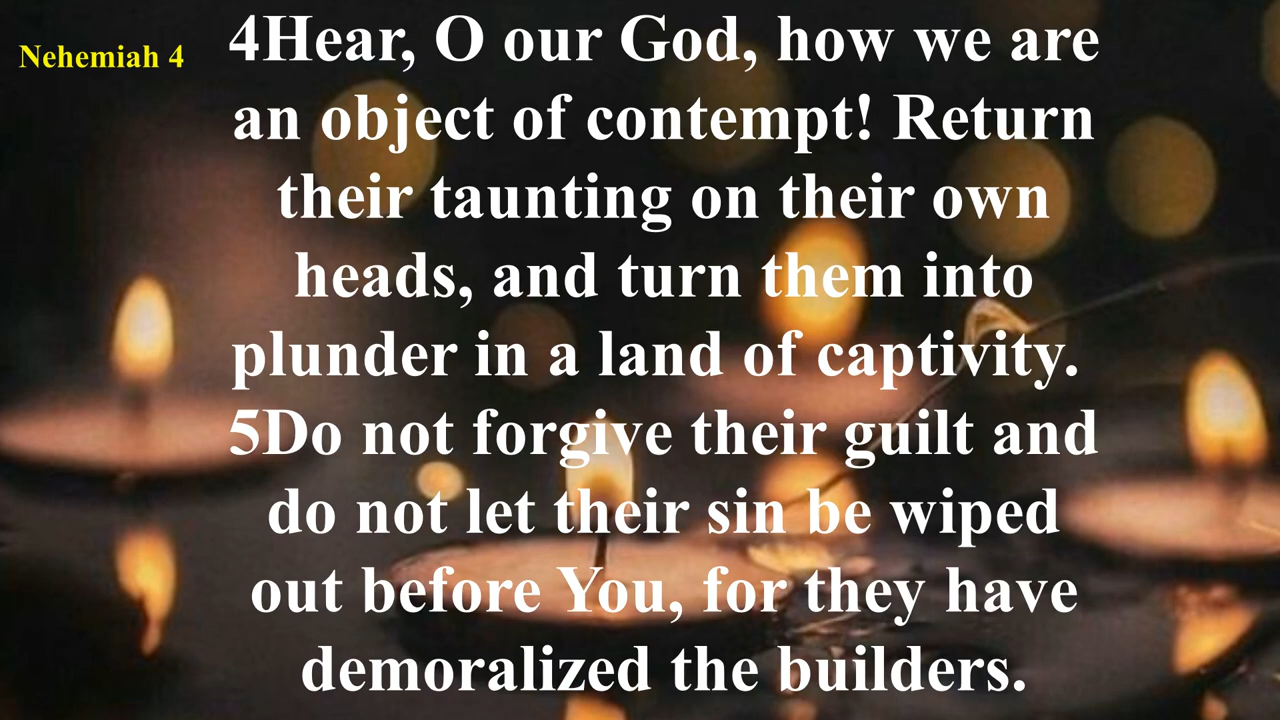 Nehemiah 4
4Hear, O our God, how we are
an object of contempt! Return
their taunting on their own
heads, and turn them into
plunder in a land of captivity.
5Do not forgive their guilt and
do not let their sin be wiped
out before You, for they have
demoralized the builders.